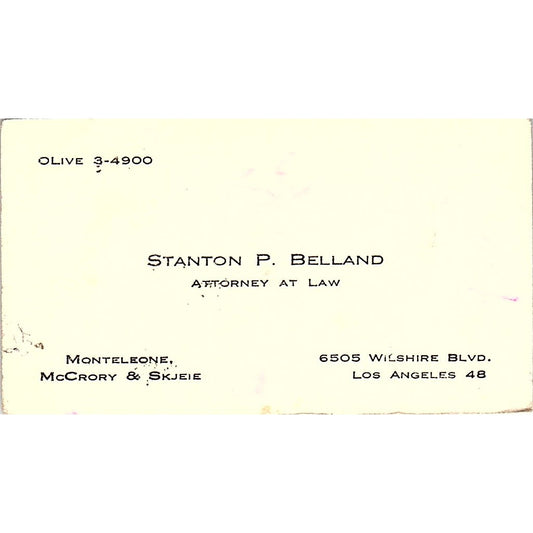 OLIVE 3-4900
STANTON P. BELLAND
ATTORNEY AT LAW
MONTELEONE,
MCCRORY & SKJEIE
6505 WILSHIRE BLVD.
LOS ANGELES 48